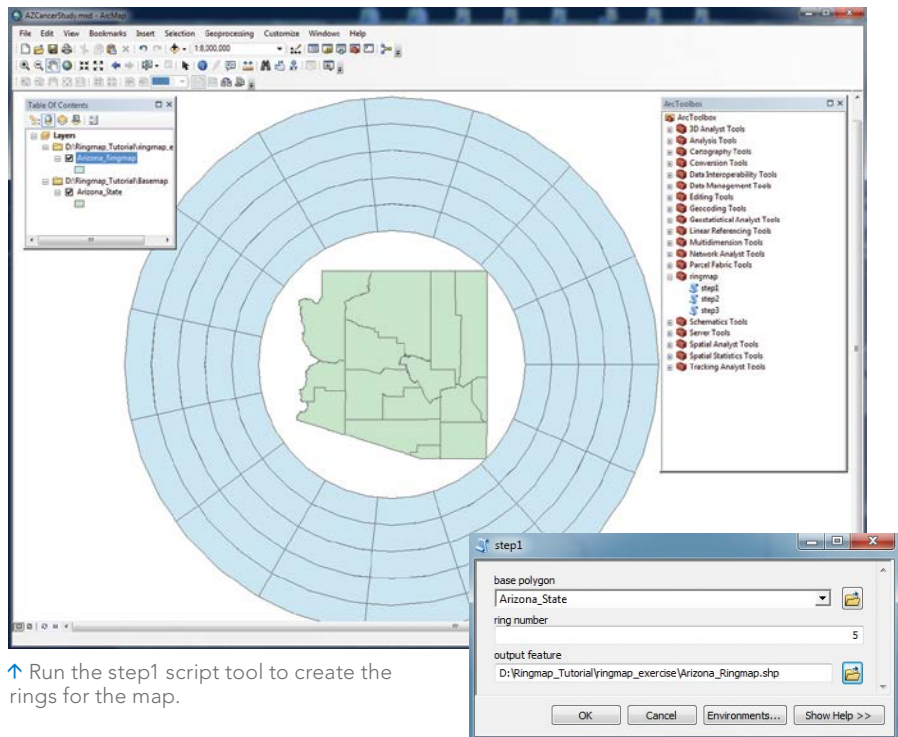 AZCancerStudy.mxd - ArcMap
File Edit View Bookmarks Insert Selection Geoprocessing Customize Windows Help
1:8,000,000
Table Of Contents
Layers
D:\Ringmap_Tutorial\ringmap_e
Arizona_Ringmap
D:\Ringmap_Tutorial\Basemap
Arizona_State
ArcToolbox
ArcToolbox
3D Analyst Tools
Analysis Tools
Cartography Tools
Conversion Tools
Data Interoperability Tools
Data Management Tools
Editing Tools
Geocoding Tools
Geostatistical Analyst Tools
Linear Referencing Tools
Multidimension Tools
Network Analyst Tools
Parcel Fabric Tools
ringmap
step1
step2
step3
Schematics Tools
Server Tools
Spatial Analyst Tools
Spatial Statistics Tools
Tracking Analyst Tools
step1
base polygon
Arizona_State
ring number
5
output feature
D:\Ringmap_Tutorial\ringmap_exercise\Arizona_Ringmap.shp
OK Cancel Environments... Show Help >>
↑ Run the step1 script tool to create the
rings for the map.